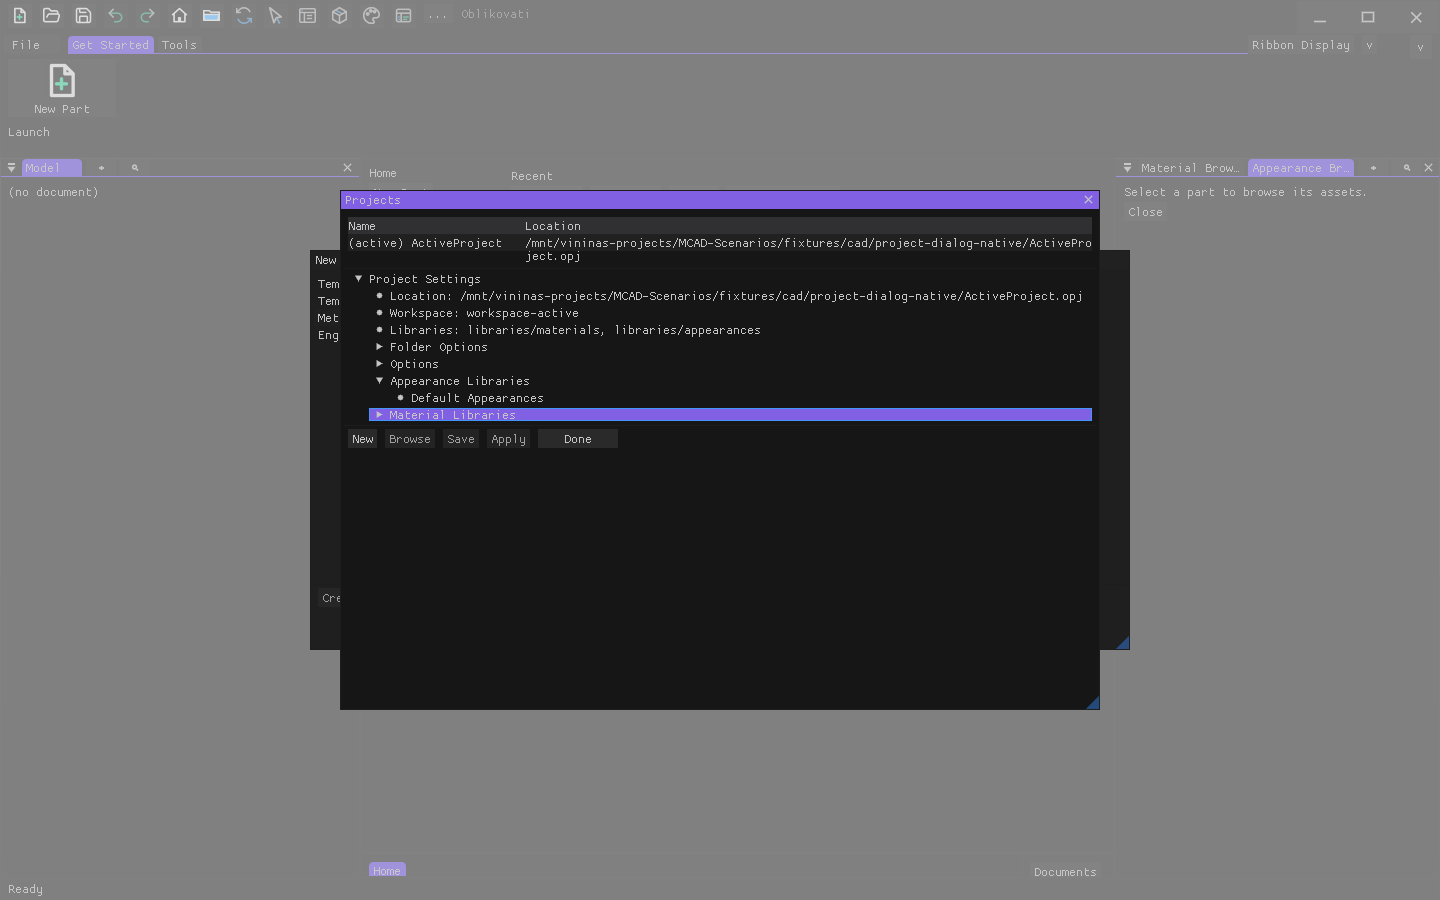 ... Oblikovati
File Get Started Tools Ribbon Display v v
New Part
Launch
Model
Home
Recent
Material Brow… Appearance Br…
(no document)
Select a part to browse its assets.
Close
Projects
Name Location
(active) ActiveProject /mnt/vininas-projects/MCAD-Scenarios/fixtures/cad/project-dialog-native/ActivePro
ject.opj
New
Tem
Tem
Met
Eng
Cre
Project Settings
Location: /mnt/vininas-projects/MCAD-Scenarios/fixtures/cad/project-dialog-native/ActiveProject.opj
Workspace: workspace-active
Libraries: libraries/materials, libraries/appearances
Folder Options
Options
Appearance Libraries
Default Appearances
Material Libraries
New Browse Save Apply Done
Home Documents
Ready